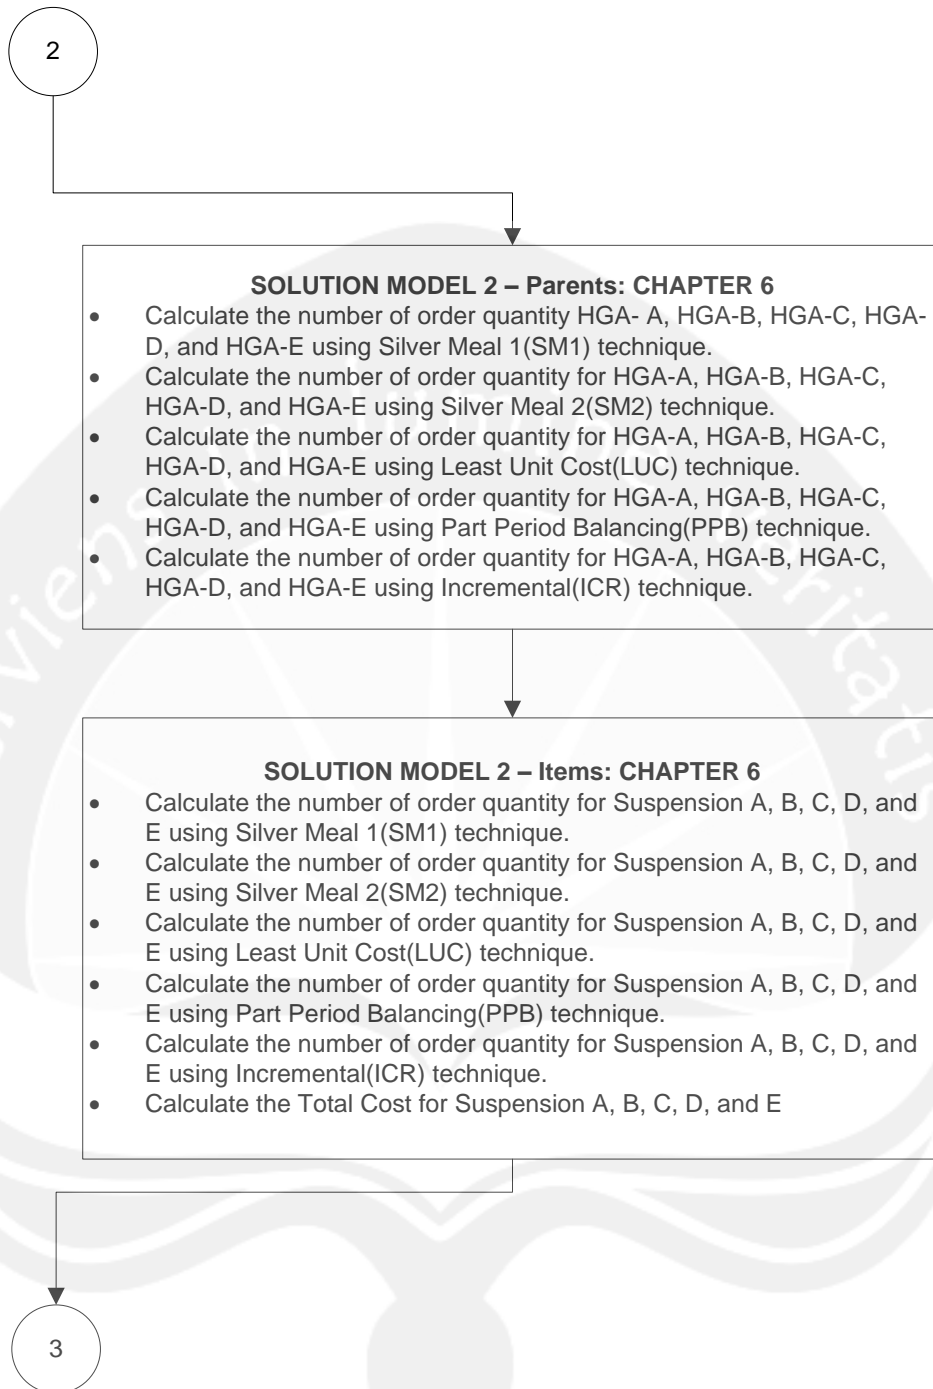 2
SOLUTION MODEL 2 – Parents: CHAPTER 6
• Calculate the number of order quantity HGA- A, HGA-B, HGA-C, HGA-
D, and HGA-E using Silver Meal 1(SM1) technique.
• Calculate the number of order quantity for HGA-A, HGA-B, HGA-C,
HGA-D, and HGA-E using Silver Meal 2(SM2) technique.
• Calculate the number of order quantity for HGA-A, HGA-B, HGA-C,
HGA-D, and HGA-E using Least Unit Cost(LUC) technique.
• Calculate the number of order quantity for HGA-A, HGA-B, HGA-C,
HGA-D, and HGA-E using Part Period Balancing(PPB) technique.
• Calculate the number of order quantity for HGA-A, HGA-B, HGA-C,
HGA-D, and HGA-E using Incremental(ICR) technique.
SOLUTION MODEL 2 – Items: CHAPTER 6
• Calculate the number of order quantity for Suspension A, B, C, D, and
E using Silver Meal 1(SM1) technique.
• Calculate the number of order quantity for Suspension A, B, C, D, and
E using Silver Meal 2(SM2) technique.
• Calculate the number of order quantity for Suspension A, B, C, D, and
E using Least Unit Cost(LUC) technique.
• Calculate the number of order quantity for Suspension A, B, C, D, and
E using Part Period Balancing(PPB) technique.
• Calculate the number of order quantity for Suspension A, B, C, D, and
E using Incremental(ICR) technique.
• Calculate the Total Cost for Suspension A, B, C, D, and E
3
in lumine veritatis